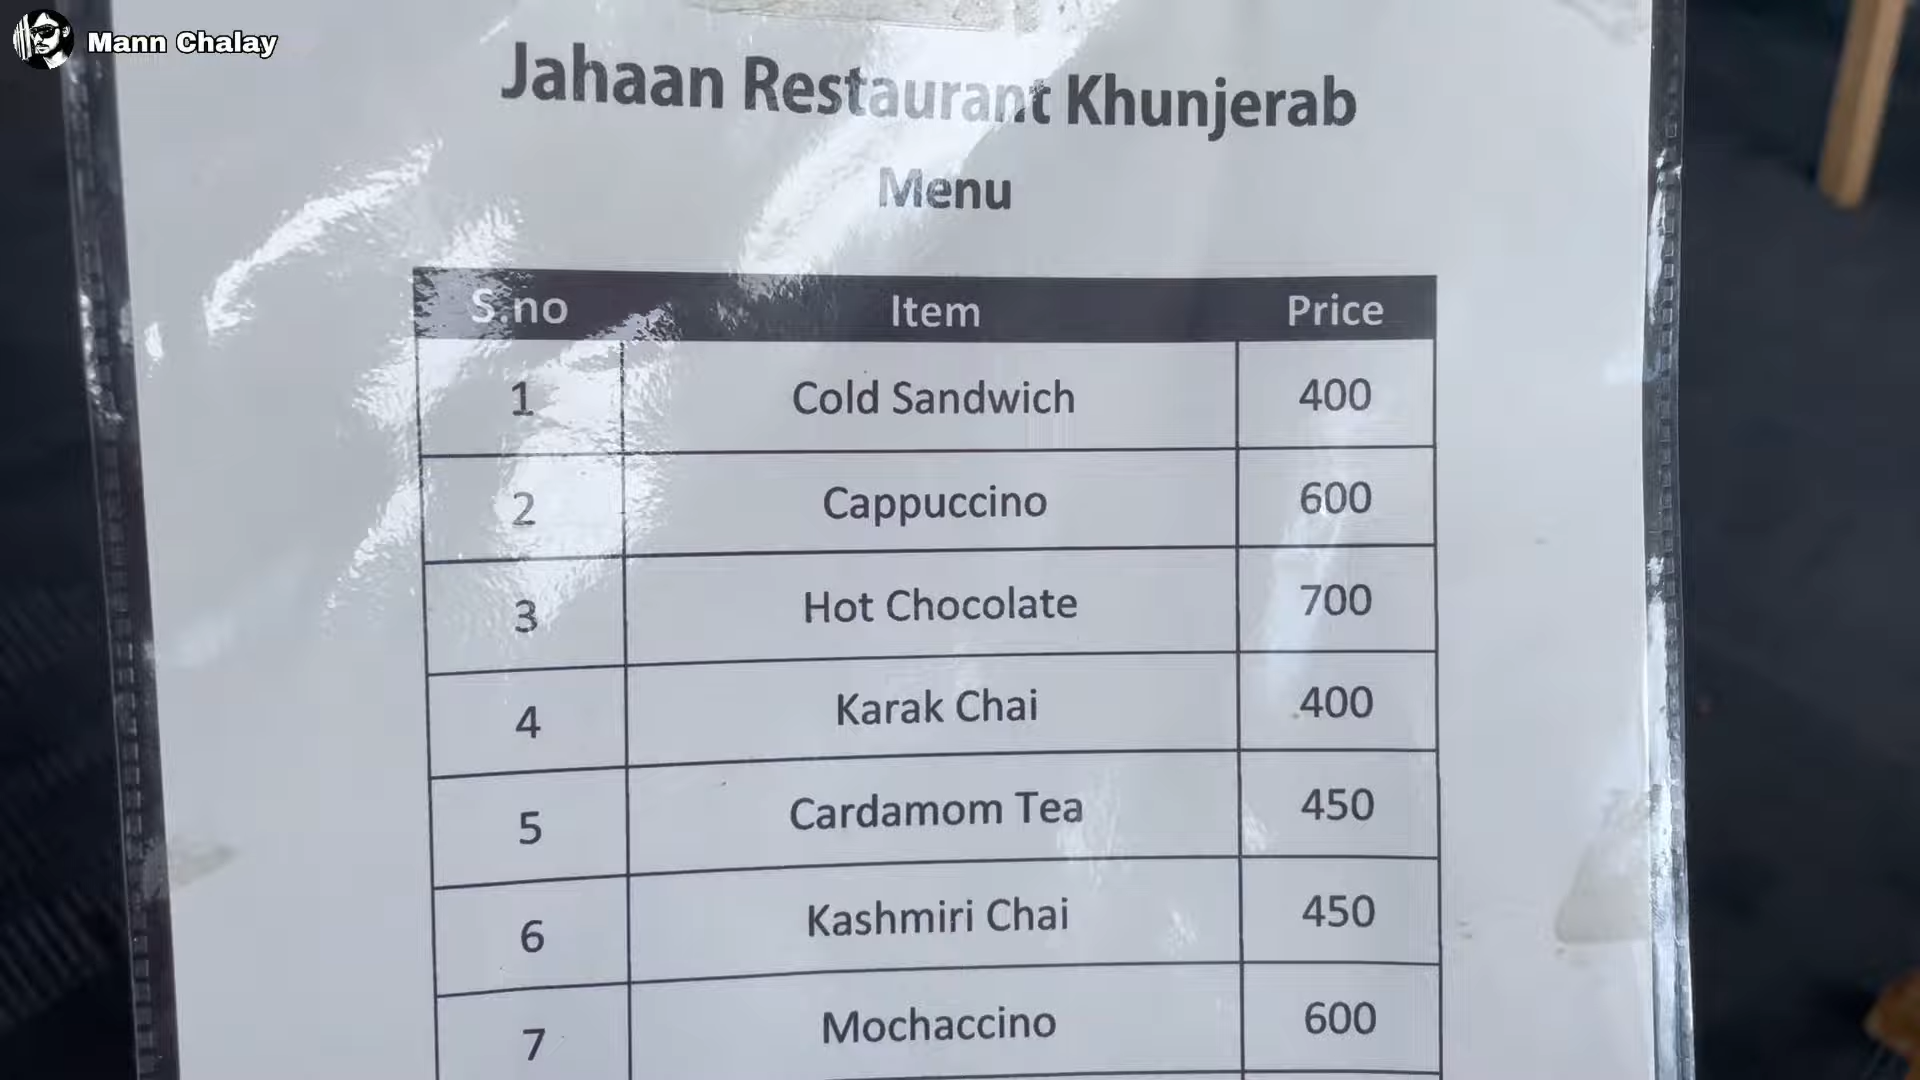 Mann Chalay
Jahaan Restaurant Khunjerab
Menu
S.no Item Price
1 Cold Sandwich 400
2 Cappuccino 600
3 Hot Chocolate 700
4 Karak Chai 400
5 Cardamom Tea 450
6 Kashmiri Chai 450
7 Mochaccino 600